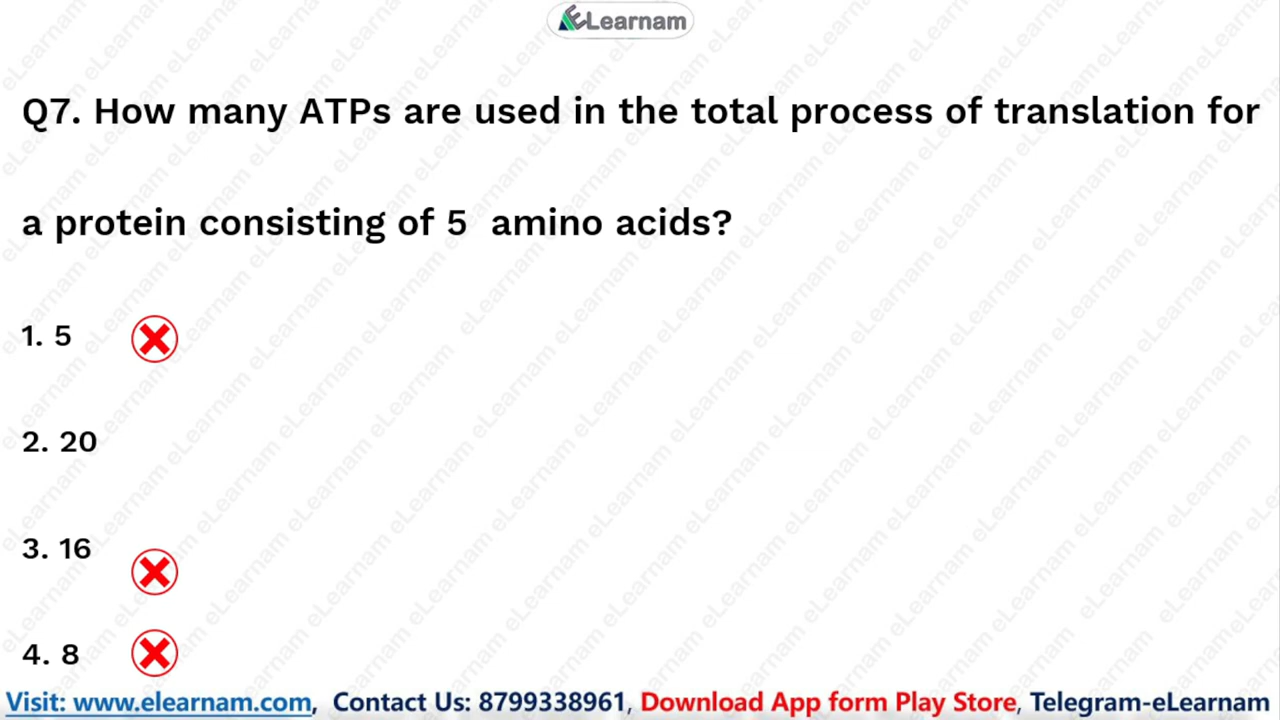 ELearnam
Q7. How many ATPs are used in the total process of translation for
a protein consisting of 5 amino acids?
1. 5
2. 20
3. 16
4. 8
Visit: www.elearnam.com, Contact Us: 8799338961, Download App form Play Store, Telegram-eLearnam